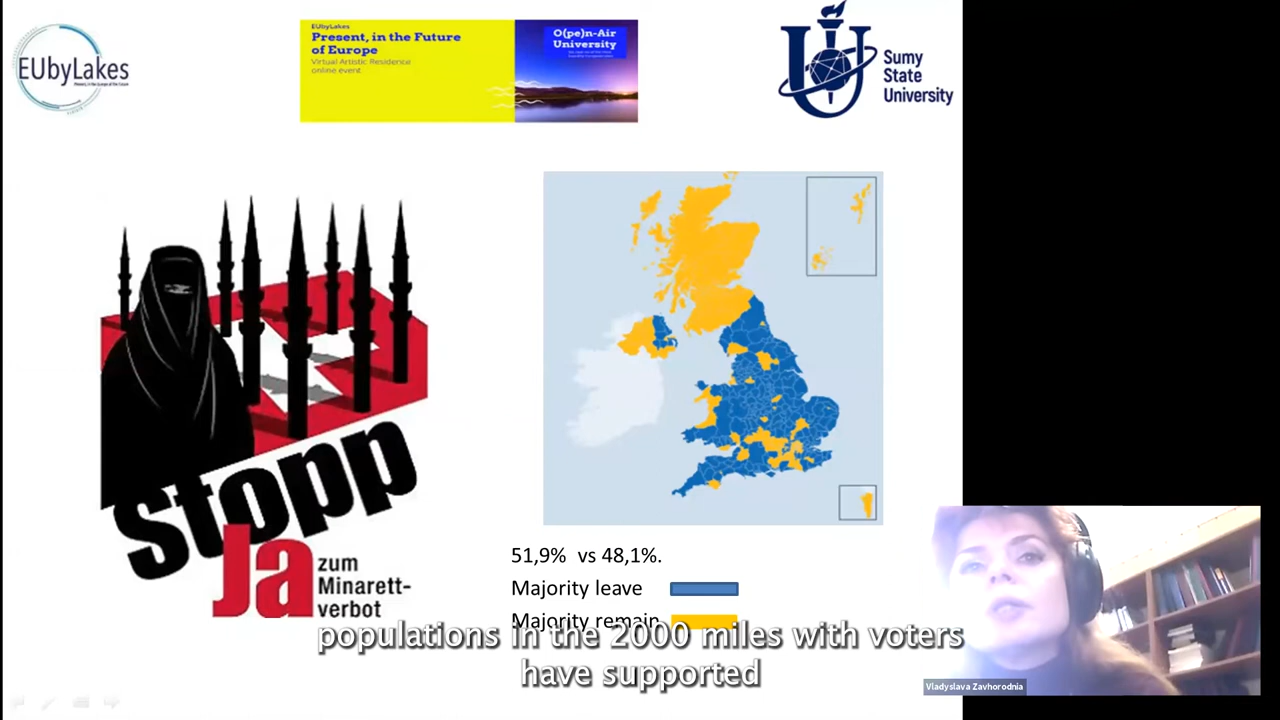 EUbyLakes
EUbyLakes
Present, in the Future
of Europe
Virtual Artistic Residence
online event
O(pe)n-Air
University
Sumy
State
University
Stopp
Ja
zum
Minarett-
verbot
51,9% vs 48,1%.
Majority leave
Majority remain
populations in the 2000 miles with voters
have supported
Vladyslava Zavhorodnia